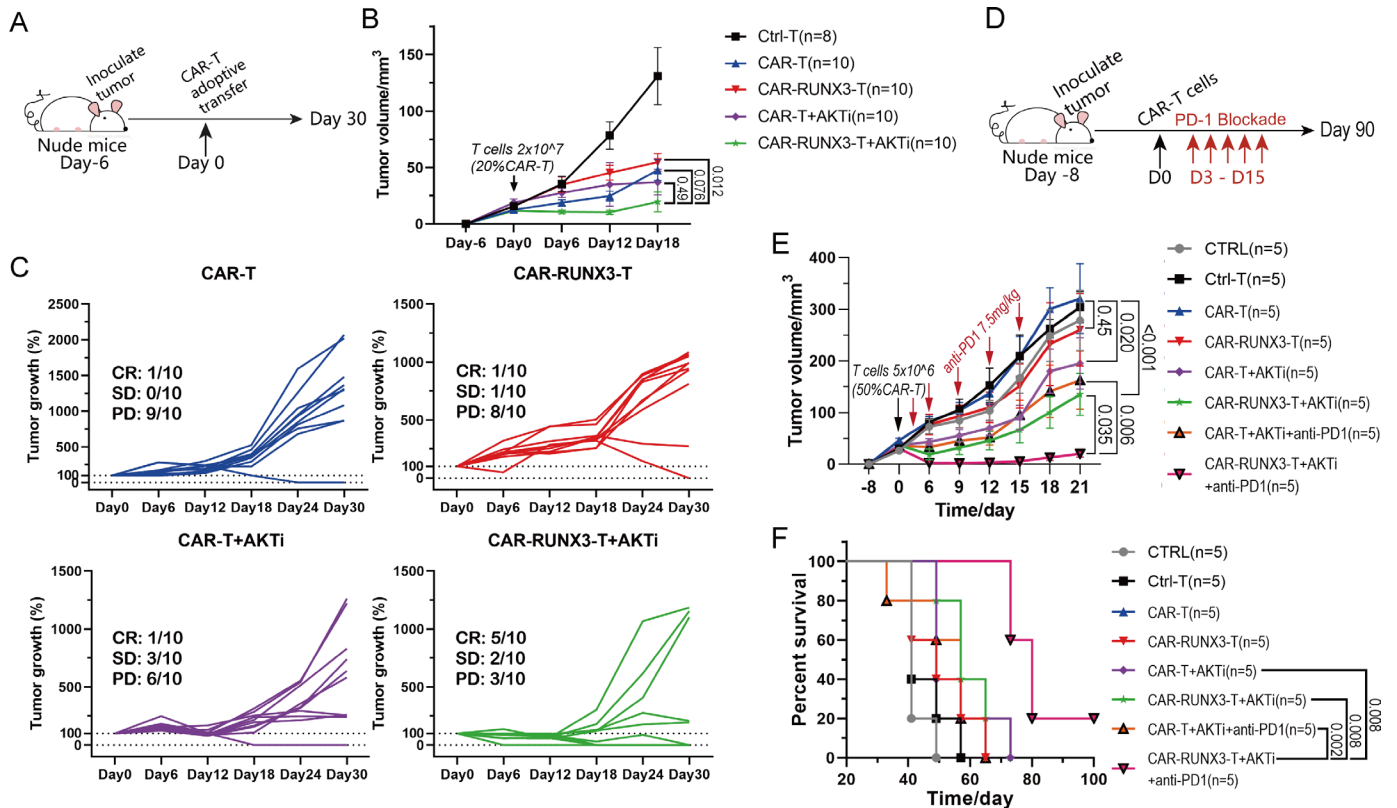 A
Inoculate
tumor
CAR-T
adoptive
transfer
Day 30
Nude mice
Day-6
Day 0
B
Tumor volume/mm3
150
100
50
0
T cells 2x10^7
(20%CAR-T)
Day-6
Day0
Day6
Day12
Day18
0.49
0.076
0.012
Ctrl-T(n=8)
CAR-T(n=10)
CAR-RUNX3-T(n=10)
CAR-T+AKTi(n=10)
CAR-RUNX3-T+AKTi(n=10)
D
Inoculate
tumor
CAR-T cells
PD-1 Blockade
Day 90
Nude mice
Day -8
D0
D3 - D15
C
CAR-T
Tumor growth (%)
2500
2000
1500
1000
500
100
0
CR: 1/10
SD: 0/10
PD: 9/10
Day0 Day6 Day12 Day18 Day24 Day30
CAR-RUNX3-T
Tumor growth (%)
1500
1000
500
100
0
CR: 1/10
SD: 1/10
PD: 8/10
Day0 Day6 Day12 Day18 Day24 Day30
CAR-T+AKTi
Tumor growth (%)
1500
1000
500
100
0
CR: 1/10
SD: 3/10
PD: 6/10
Day0 Day6 Day12 Day18 Day24 Day30
CAR-RUNX3-T+AKTi
Tumor growth (%)
1500
1000
500
100
0
CR: 5/10
SD: 2/10
PD: 3/10
Day0 Day6 Day12 Day18 Day24 Day30
E
Tumor volume/mm3
400
300
200
100
0
T cells 5x10^6
(50%CAR-T)
anti-PD1 7.5mg/kg
-8 0 6 9 12 15 18 21
Time/day
0.45
0.020
<0.001
0.035
0.006
CTRL(n=5)
Ctrl-T(n=5)
CAR-T(n=5)
CAR-RUNX3-T(n=5)
CAR-T+AKTi(n=5)
CAR-RUNX3-T+AKTi(n=5)
CAR-T+AKTi+anti-PD1(n=5)
CAR-RUNX3-T+AKTi
+anti-PD1(n=5)
F
Percent survival
100
80
60
40
20
0
20 40 60 80 100
Time/day
CTRL(n=5)
Ctrl-T(n=5)
CAR-T(n=5)
CAR-RUNX3-T(n=5)
CAR-T+AKTi(n=5)
CAR-RUNX3-T+AKTi(n=5)
CAR-T+AKTi+anti-PD1(n=5)
CAR-RUNX3-T+AKTi
+anti-PD1(n=5)
0.002
0.008
0.008